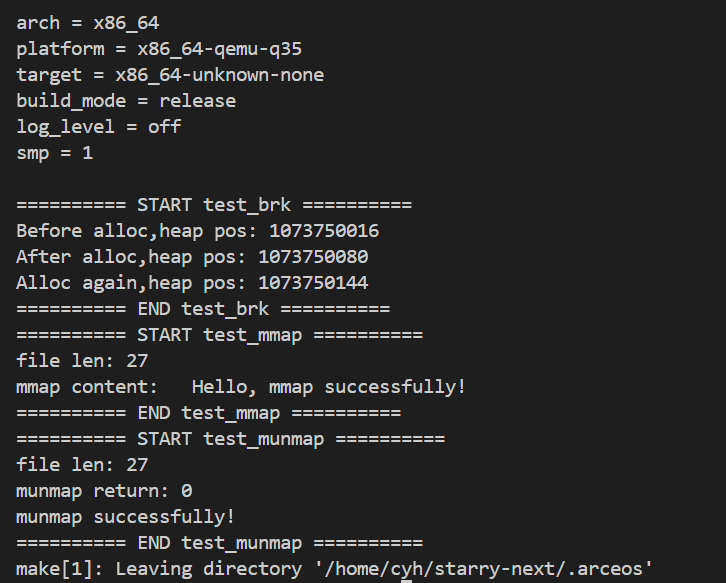 arch = x86_64
platform = x86_64-qemu-q35
target = x86_64-unknown-none
build_mode = release
log_level = off
smp = 1
========== START test_brk ==========
Before alloc,heap pos: 1073750016
After alloc,heap pos: 1073750080
Alloc again,heap pos: 1073750144
========== END test_brk ==========
========== START test_mmap ==========
file len: 27
mmap content:   Hello, mmap successfully!
========== END test_mmap ==========
========== START test_munmap ==========
file len: 27
munmap return: 0
munmap successfully!
========== END test_munmap ==========
make[1]: Leaving directory '/home/cyh/starry-next/.arceos'